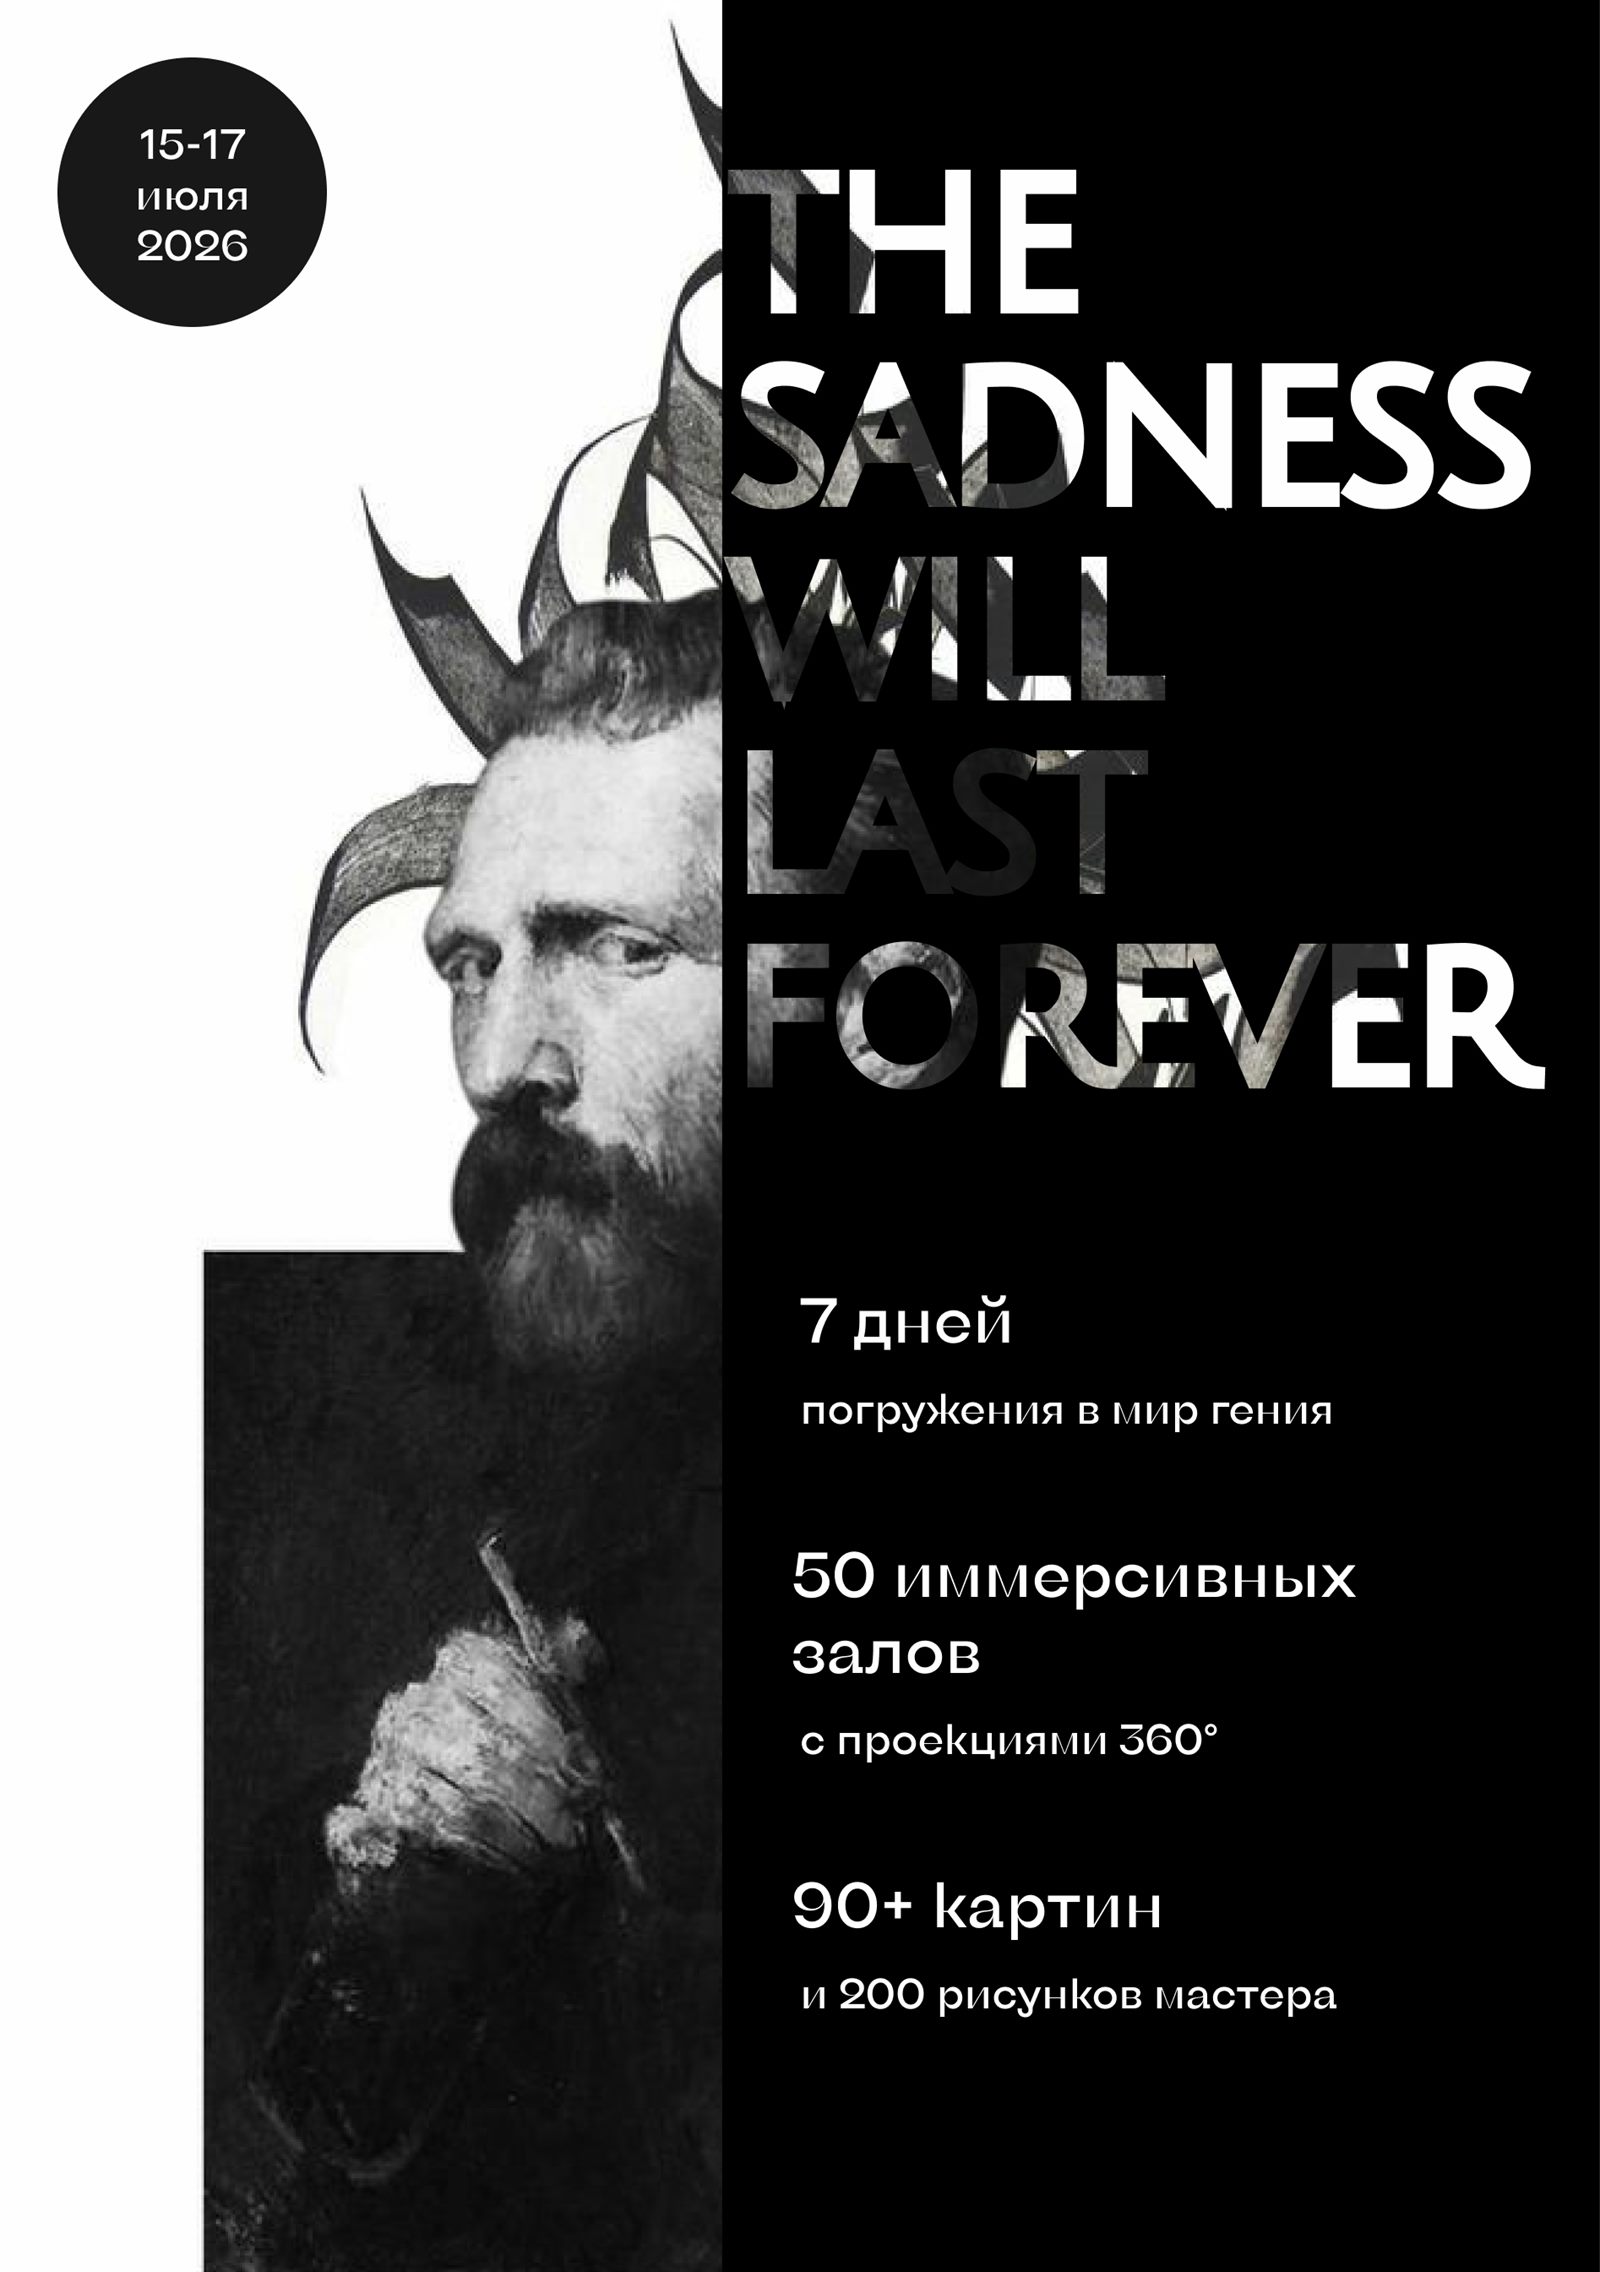 15-17
июля
2026
THE
SADNESS
WILL
LAST
FOREVER
7 дней
погружения в мир гения
50 иммерсивных
залов
с проекциями 360°
90+ картин
и 200 рисунков мастера